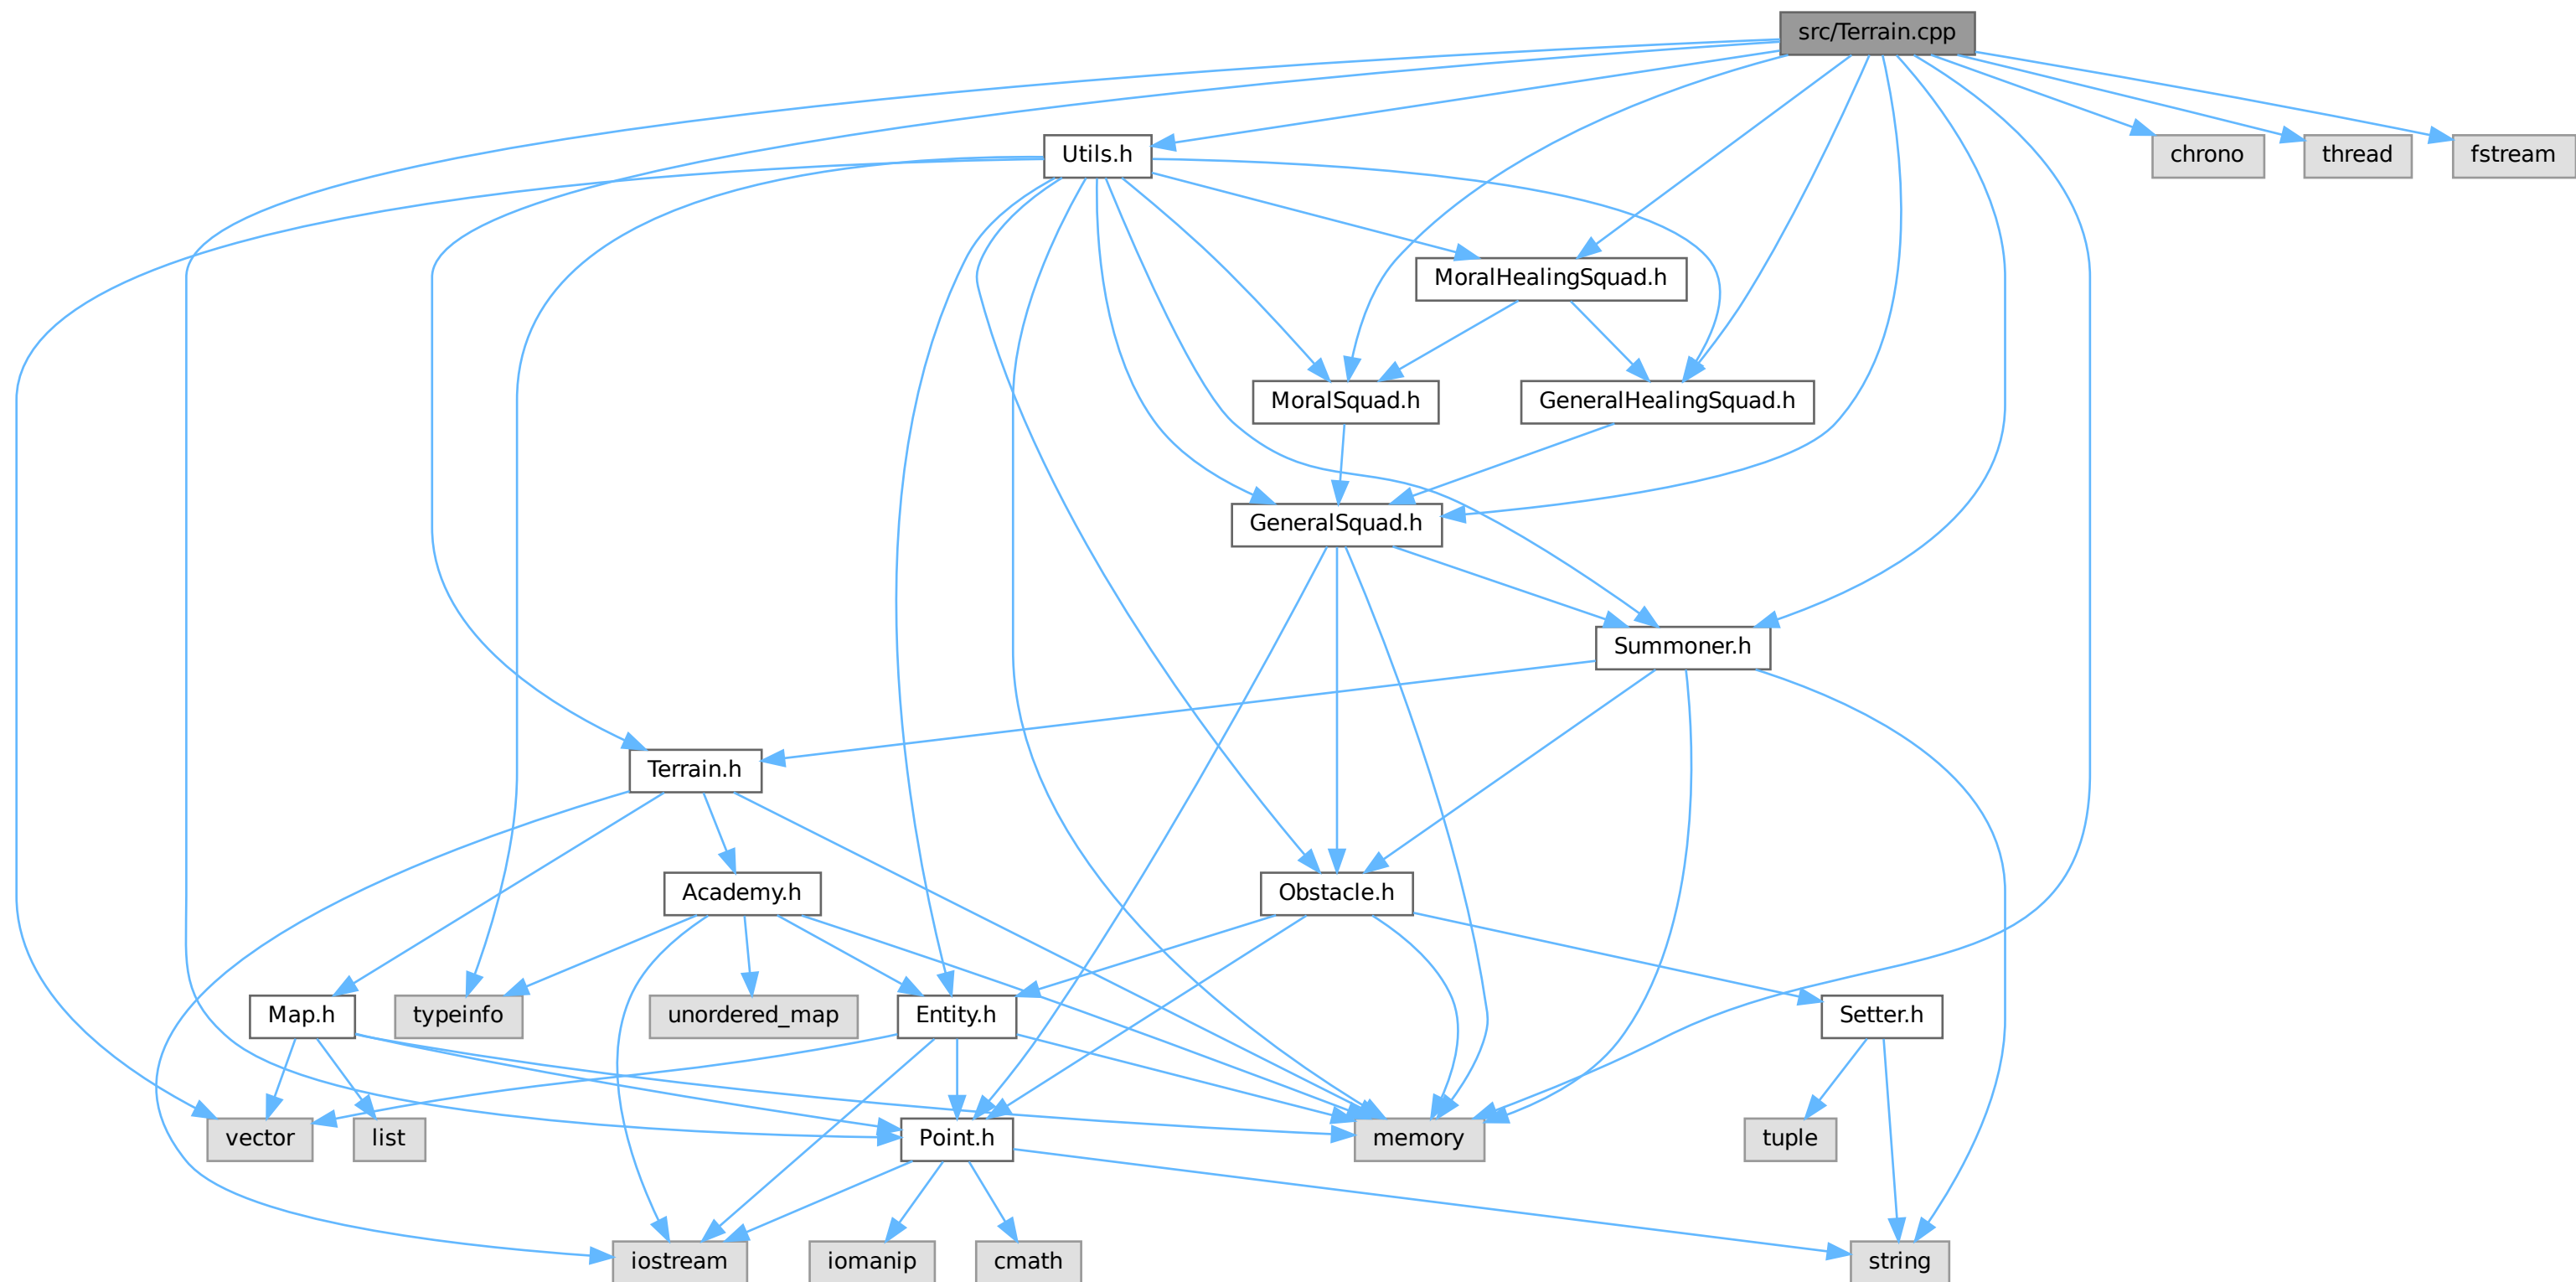 src/Terrain.cpp
Utils.h
chrono
thread
fstream
MoralHealingSquad.h
MoralSquad.h
GeneralHealingSquad.h
GeneralSquad.h
Summoner.h
Terrain.h
Academy.h
Obstacle.h
Map.h
typeinfo
unordered_map
Entity.h
Setter.h
vector
list
Point.h
memory
tuple
iostream
iomanip
cmath
string